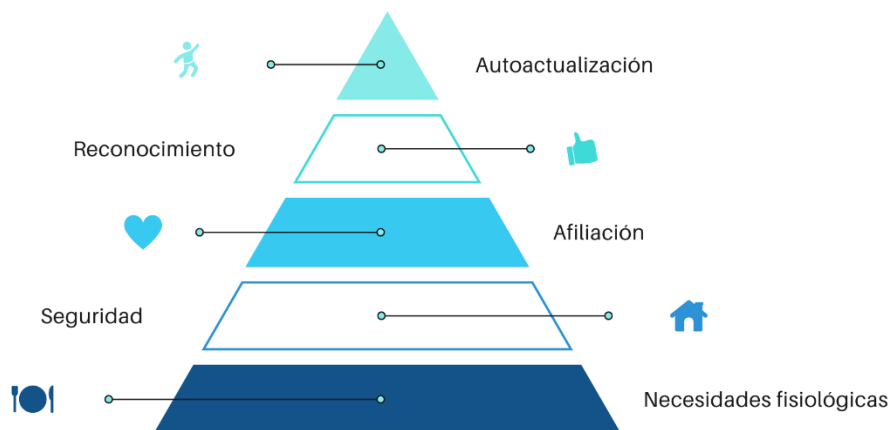 Autoactualización
Reconocimiento
Afiliación
Seguridad
Necesidades fisiológicas